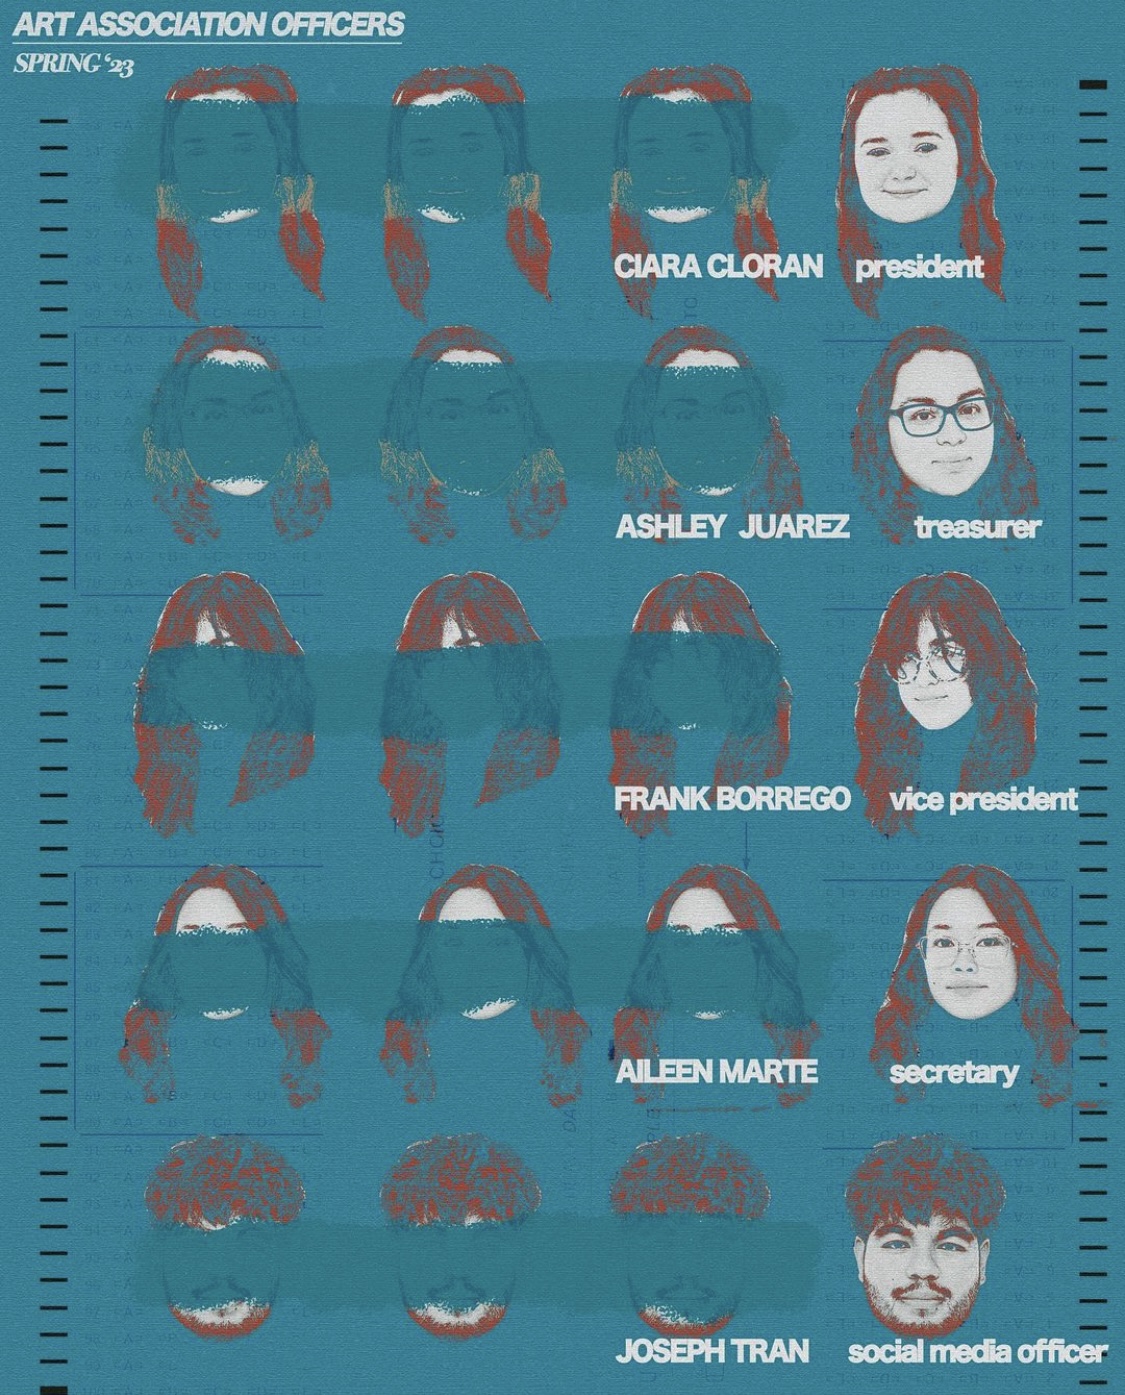 ART ASSOCIATION OFFICERS
SPRING ‘23
CIARA CLORAN president
ASHLEY JUAREZ treasurer
FRANK BORREGO vice president
AILEEN MARTE secretary
JOSEPH TRAN social media officer